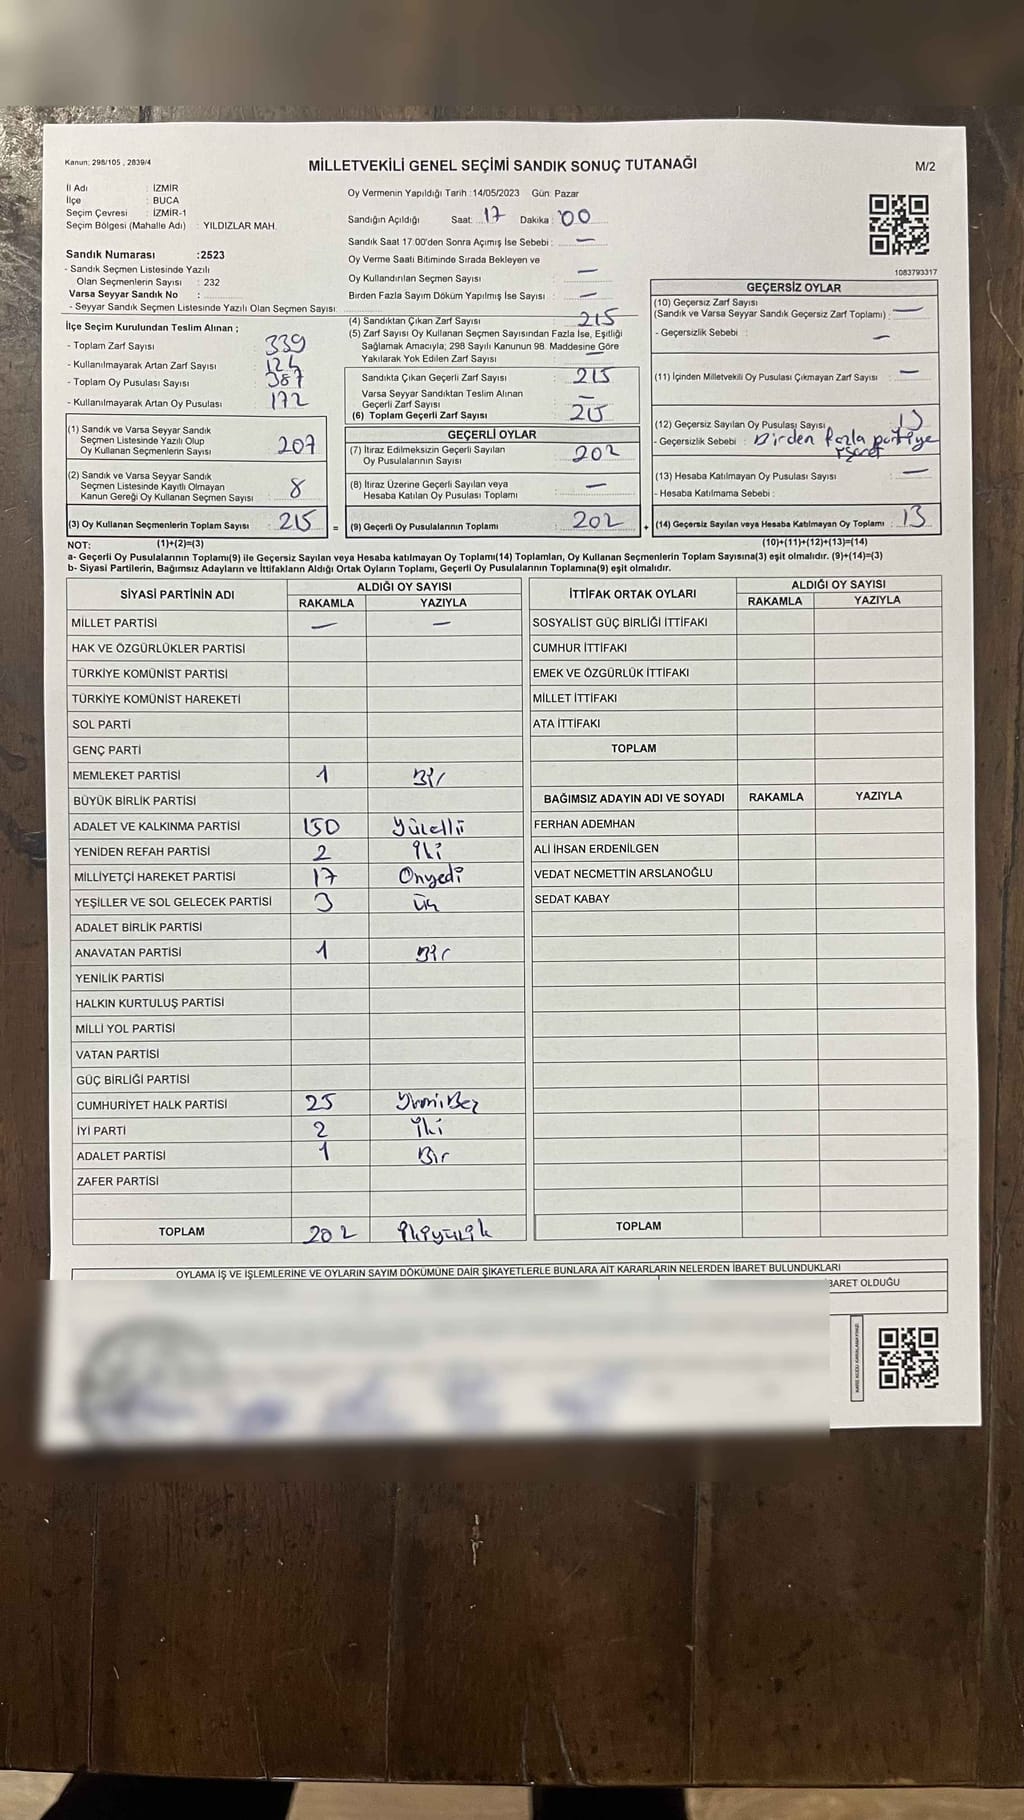 Kanun: 298/105 , 2839/4
MİLLETVEKİLİ GENEL SEÇİMİ SANDIK SONUÇ TUTANAĞI
M/2
İl Adı : İZMİR
İlçe : BUCA
Seçim Çevresi : İZMİR-1
Seçim Bölgesi (Mahalle Adı) : YILDIZLAR MAH.
Oy Vermenin Yapıldığı Tarih :14/05/2023 Gün: Pazar
Sandığın Açıldığı Saat: 17 Dakika : 00
Sandık Saat 17:00'den Sonra Açımış İse Sebebi : —
Oy Verme Saati Bitiminde Sırada Bekleyen ve
Oy Kullandırılan Seçmen Sayısı : —
Birden Fazla Sayım Döküm Yapılmış İse Sayısı : —
Sandık Numarası :2523
- Sandık Seçmen Listesinde Yazılı
Olan Seçmenlerin Sayısı : 232
Varsa Seyyar Sandık No :
- Seyyar Sandık Seçmen Listesinde Yazılı Olan Seçmen Sayısı
1083793317
İlçe Seçim Kurulundan Teslim Alınan ;
- Toplam Zarf Sayısı 339
- Kullanılmayarak Artan Zarf Sayısı 124
- Toplam Oy Pusulası Sayısı 387
- Kullanılmayarak Artan Oy Pusulası 172
(1) Sandık ve Varsa Seyyar Sandık
Seçmen Listesinde Yazılı Olup
Oy Kullanan Seçmenlerin Sayısı 207
(2) Sandık ve Varsa Seyyar Sandık
Seçmen Listesinde Kayıtlı Olmayan
Kanun Gereği Oy Kullanan Seçmen Sayısı 8
(3) Oy Kullanan Seçmenlerin Toplam Sayısı : 215 =
(4) Sandıktan Çıkan Zarf Sayısı : 215
(5) Zarf Sayısı Oy Kullanan Seçmen Sayısından Fazla İse, Eşitliği
Sağlamak Amacıyla; 298 Sayılı Kanunun 98. Maddesine Göre
Yakılarak Yok Edilen Zarf Sayısı —
Sandıkta Çıkan Geçerli Zarf Sayısı : 215
Varsa Seyyar Sandıktan Teslim Alınan
Geçerli Zarf Sayısı —
(6) Toplam Geçerli Zarf Sayısı 215
GEÇERLİ OYLAR
(7) İtiraz Edilmeksizin Geçerli Sayılan
Oy Pusulalarının Sayısı : 202
(8) İtiraz Üzerine Geçerli Sayılan veya
Hesaba Katılan Oy Pusulası Toplamı : —
(9) Geçerli Oy Pusulalarının Toplamı : 202 +
GEÇERSİZ OYLAR
(10) Geçersiz Zarf Sayısı
(Sandık ve Varsa Seyyar Sandık Geçersiz Zarf Toplamı) : —
- Geçersizlik Sebebi : —
(11) İçinden Milletvekili Oy Pusulası Çıkmayan Zarf Sayısı : —
(12) Geçersiz Sayılan Oy Pusulası Sayısı 13
- Geçersizlik Sebebi : Birden fazla partiye
işaret
(13) Hesaba Katılmayan Oy Pusulası Sayısı : —
- Hesaba Katılmama Sebebi :
(14) Geçersiz Sayılan veya Hesaba Katılmayan Oy Toplamı : 13
NOT: (1)+(2)=(3) (10)+(11)+(12)+(13)=(14)
a- Geçerli Oy Pusulalarının Toplamı(9) ile Geçersiz Sayılan veya Hesaba katılmayan Oy Toplamı(14) Toplamları, Oy Kullanan Seçmenlerin Toplam Sayısına(3) eşit olmalıdır. (9)+(14)=(3)
b- Siyasi Partilerin, Bağımsız Adayların ve İttifakların Aldığı Ortak Oyların Toplamı, Geçerli Oy Pusulalarının Toplamına(9) eşit olmalıdır.
SİYASİ PARTİNİN ADI ALDIĞI OY SAYISI
RAKAMLA YAZIYLA
MİLLET PARTİSİ — —
HAK VE ÖZGÜRLÜKLER PARTİSİ
TÜRKİYE KOMÜNİST PARTİSİ
TÜRKİYE KOMÜNİST HAREKETİ
SOL PARTİ
GENÇ PARTİ
MEMLEKET PARTİSİ 1 Bir
BÜYÜK BİRLİK PARTİSİ
ADALET VE KALKINMA PARTİSİ 150 Yüzelli
YENİDEN REFAH PARTİSİ 2 İki
MİLLİYETÇİ HAREKET PARTİSİ 17 Onyedi
YEŞİLLER VE SOL GELECEK PARTİSİ 3 Üç
ADALET BİRLİK PARTİSİ
ANAVATAN PARTİSİ 1 Bir
YENİLİK PARTİSİ
HALKIN KURTULUŞ PARTİSİ
MİLLİ YOL PARTİSİ
VATAN PARTİSİ
GÜÇ BİRLİĞİ PARTİSİ
CUMHURİYET HALK PARTİSİ 25 YirmiBeş
İYİ PARTİ 2 İki
ADALET PARTİSİ 1 Bir
ZAFER PARTİSİ
TOPLAM 202 İkiyüziki
İTTİFAK ORTAK OYLARI ALDIĞI OY SAYISI
RAKAMLA YAZIYLA
SOSYALİST GÜÇ BİRLİĞİ İTTİFAKI
CUMHUR İTTİFAKI
EMEK VE ÖZGÜRLÜK İTTİFAKI
MİLLET İTTİFAKI
ATA İTTİFAKI
TOPLAM
BAĞIMSIZ ADAYIN ADI VE SOYADI RAKAMLA YAZIYLA
FERHAN ADEMHAN
ALİ İHSAN ERDENİLGEN
VEDAT NECMETTİN ARSLANOĞLU
SEDAT KABAY
TOPLAM
OYLAMA İŞ VE İŞLEMLERİNE VE OYLARIN SAYIM DÖKÜMÜNE DAİR ŞİKAYETLERLE BUNLARA AİT KARARLARIN NELERDEN İBARET BULUNDUKLARI
İBARET OLDUĞU